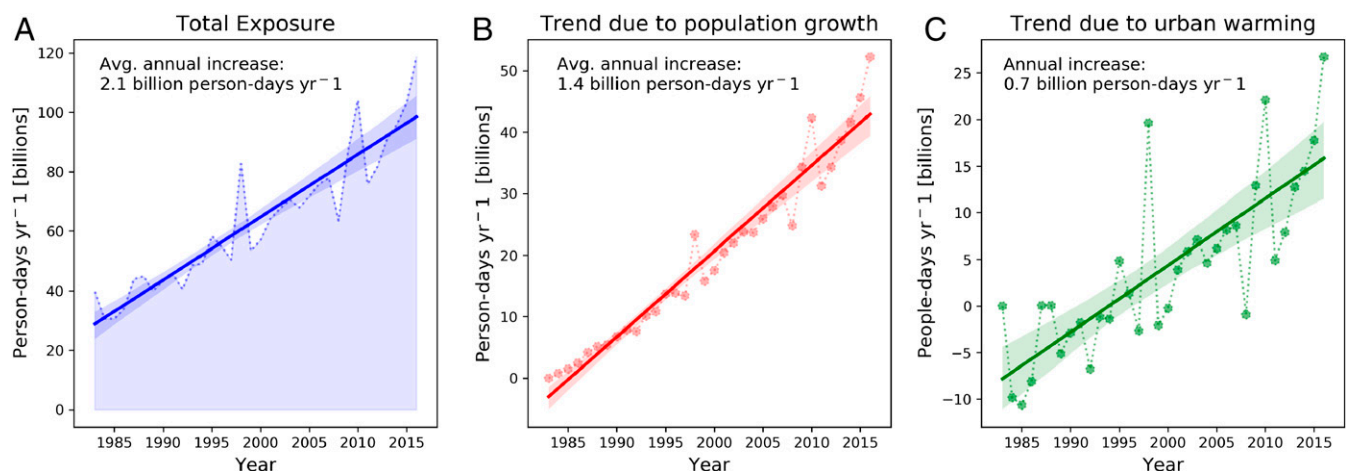 A
Total Exposure
Avg. annual increase:
2.1 billion person-days yr⁻1
Person-days yr⁻1 [billions]
120
100
80
60
40
20
0
1985 1990 1995 2000 2005 2010 2015
Year
B
Trend due to population growth
Avg. annual increase:
1.4 billion person-days yr⁻1
Person-days yr⁻1 [billions]
50
40
30
20
10
0
1985 1990 1995 2000 2005 2010 2015
Year
C
Trend due to urban warming
Annual increase:
0.7 billion person-days yr⁻1
People-days yr⁻1 [billions]
25
20
15
10
5
0
−5
−10
1985 1990 1995 2000 2005 2010 2015
Year